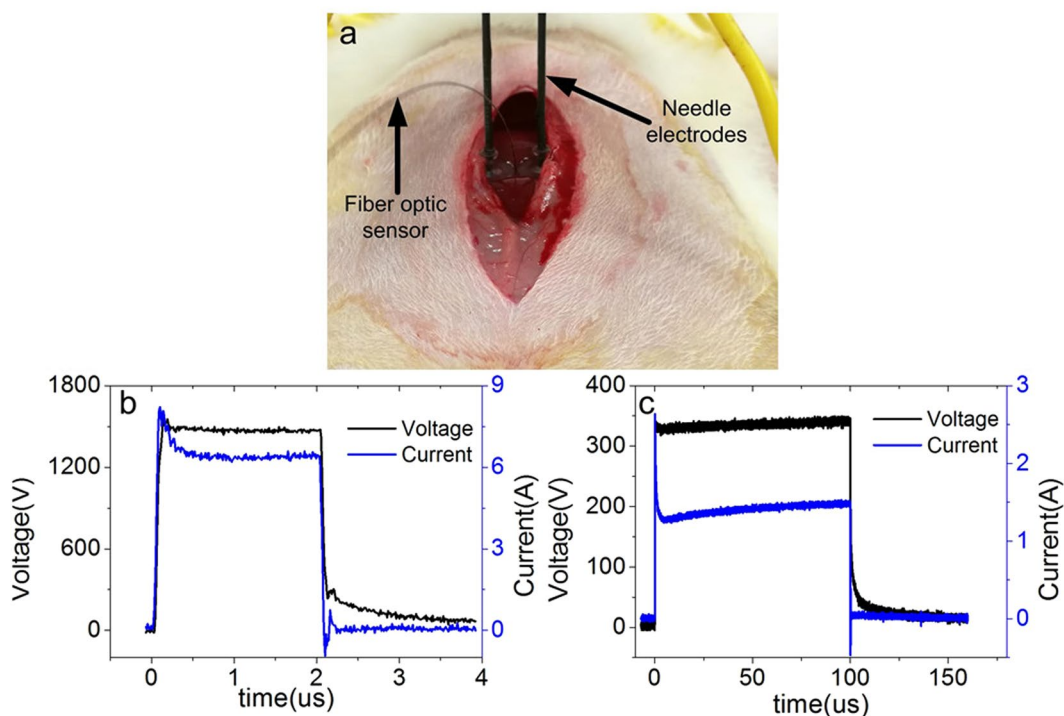 a
Needle
electrodes
Fiber optic
sensor
b
1800
1200
600
0
Voltage(V)
9
6
3
0
Current(A)
Voltage
Current
0
1
2
3
4
time(us)
c
400
300
200
100
0
Voltage(V)
3
2
1
0
Current(A)
Voltage
Current
0
50
100
150
time(us)